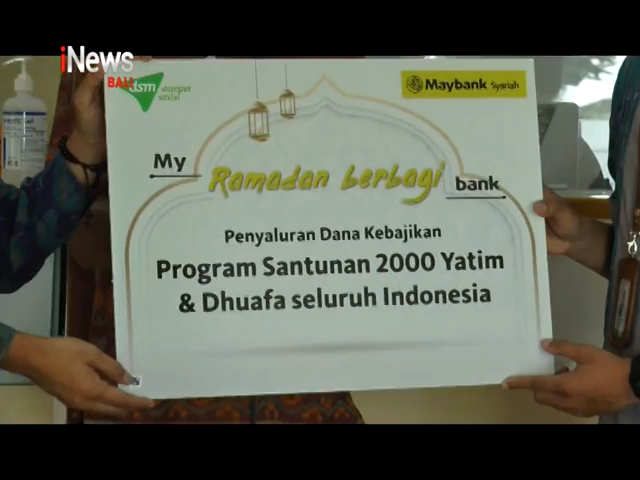 iNews
BALI
dsm dompet
sosial
Maybank Syariah
My
Ramadan berbagi
bank
Penyaluran Dana Kebajikan
Program Santunan 2000 Yatim
& Dhuafa seluruh Indonesia